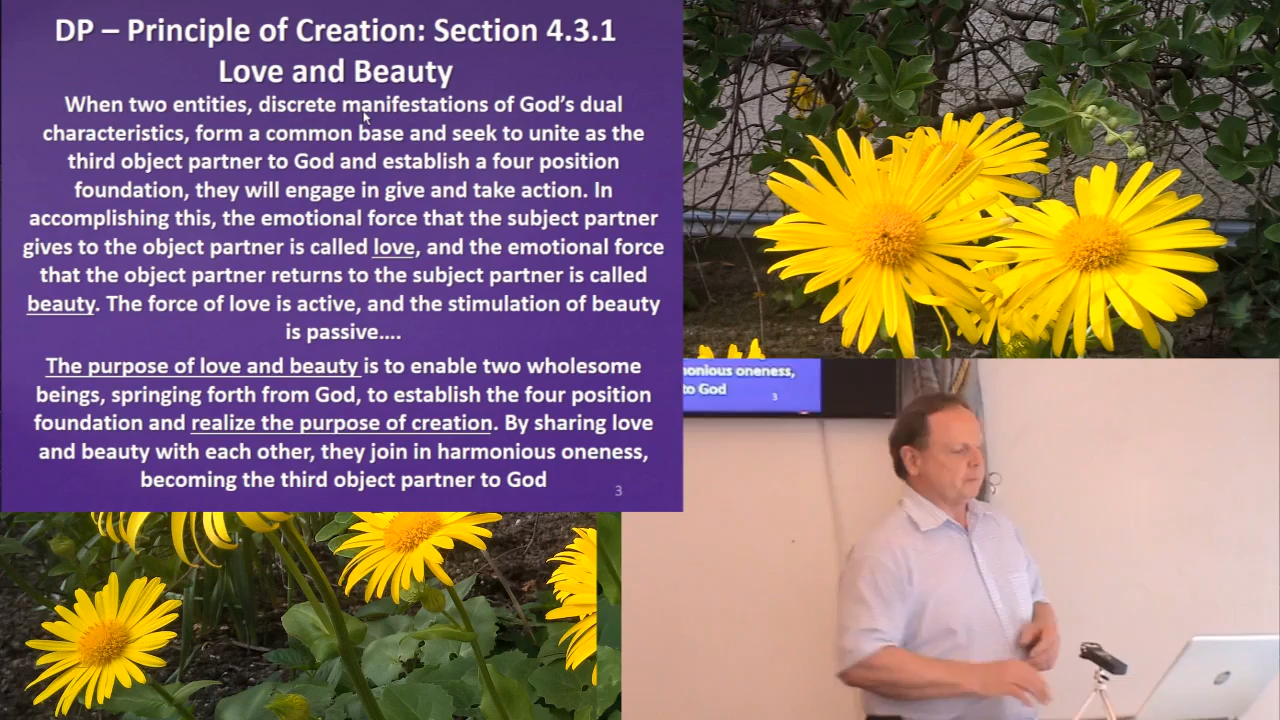 DP – Principle of Creation: Section 4.3.1
Love and Beauty
When two entities, discrete manifestations of God's dual
characteristics, form a common base and seek to unite as the
third object partner to God and establish a four position
foundation, they will engage in give and take action. In
accomplishing this, the emotional force that the subject partner
gives to the object partner is called love, and the emotional force
that the object partner returns to the subject partner is called
beauty. The force of love is active, and the stimulation of beauty
is passive....
The purpose of love and beauty is to enable two wholesome
beings, springing forth from God, to establish the four position
foundation and realize the purpose of creation. By sharing love
and beauty with each other, they join in harmonious oneness,
becoming the third object partner to God
3
monious oneness,
to God
3